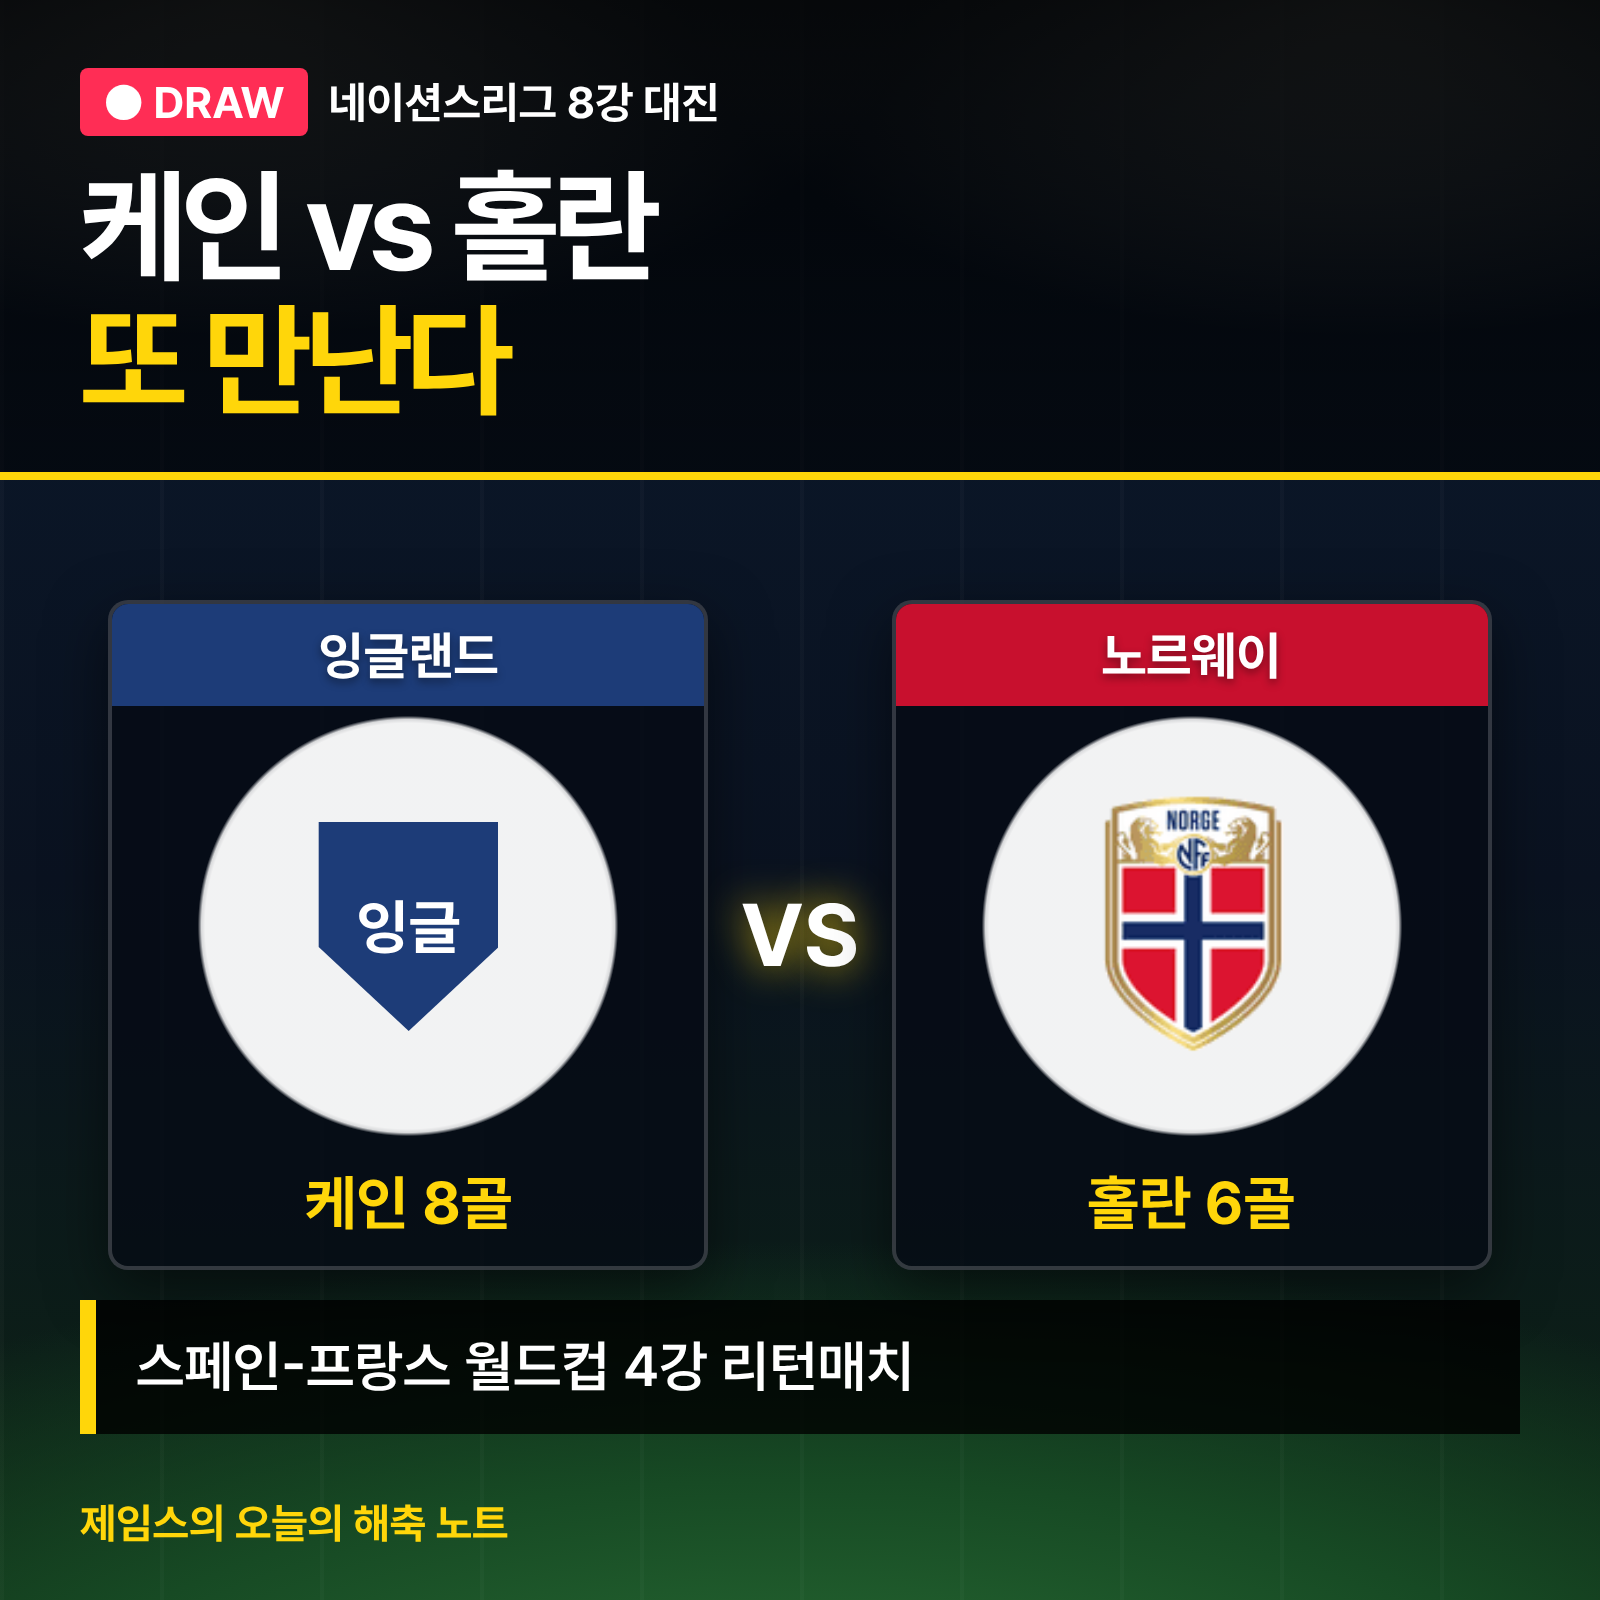 DRAW 네이션스리그 8강 대진
케인 vs 홀란
또 만난다
잉글랜드
잉글
케인 8골
VS
노르웨이
NORGE
NFF
홀란 6골
스페인-프랑스 월드컵 4강 리턴매치
제임스의 오늘의 해축 노트